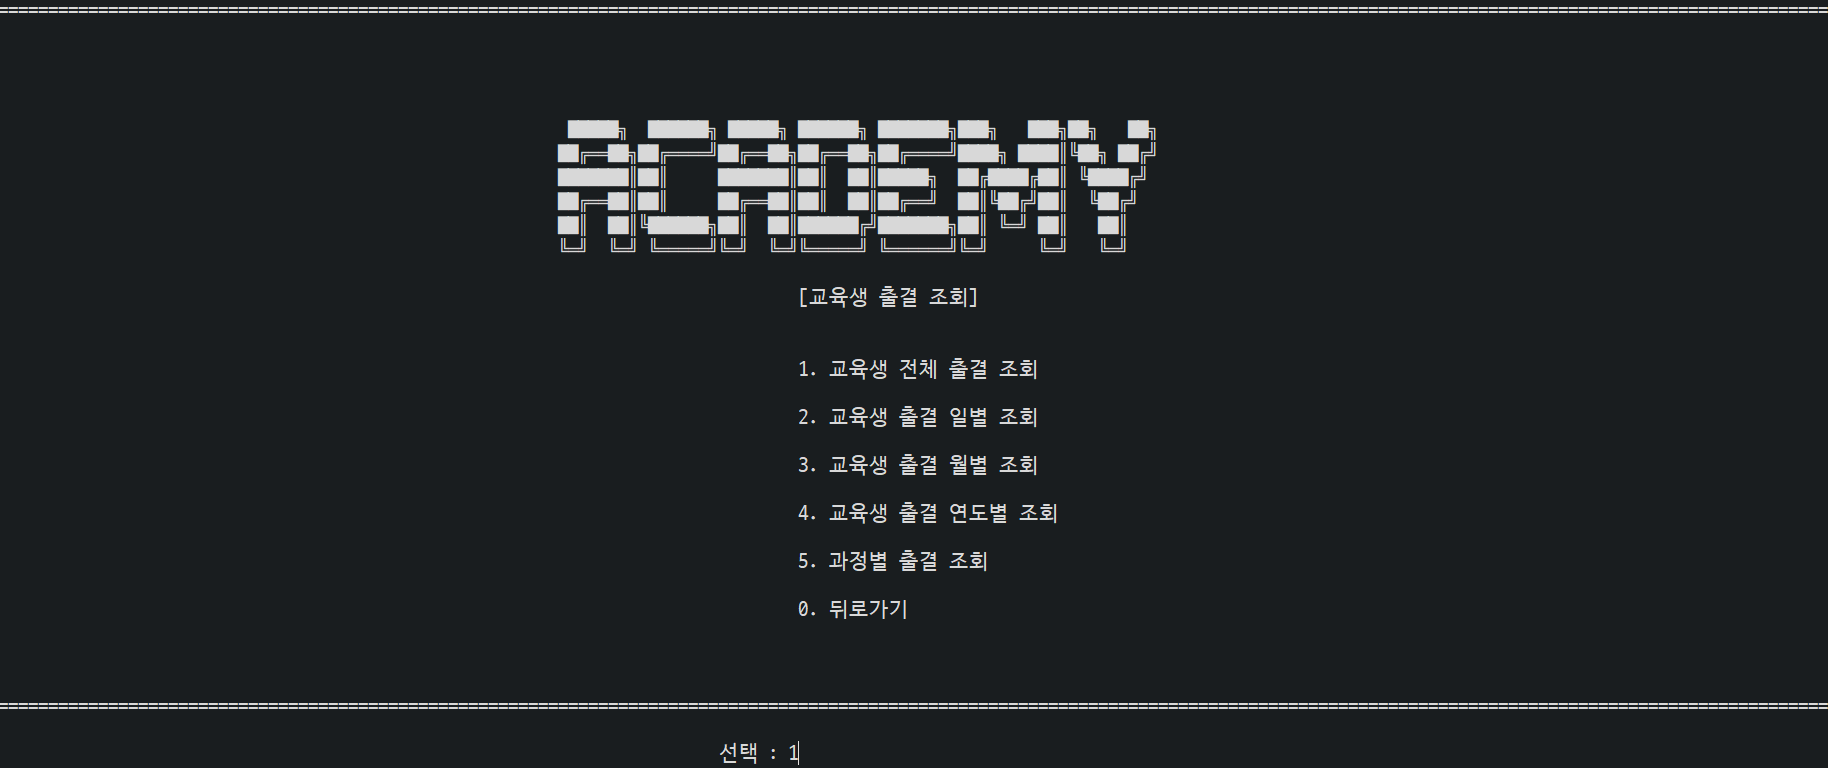 ACADEMY
[교육생 출결 조회]
1. 교육생 전체 출결 조회
2. 교육생 출결 일별 조회
3. 교육생 출결 월별 조회
4. 교육생 출결 연도별 조회
5. 과정별 출결 조회
0. 뒤로가기
선택 : 1